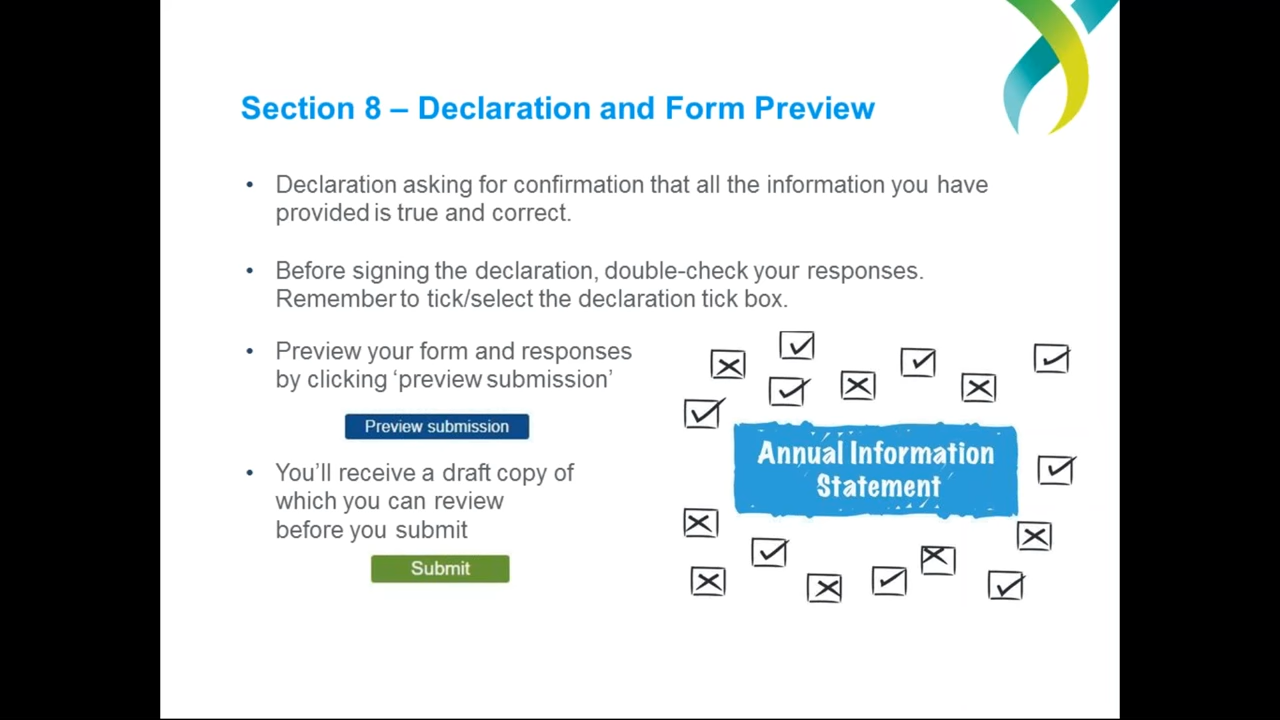 Section 8 – Declaration and Form Preview
• Declaration asking for confirmation that all the information you have
provided is true and correct.
• Before signing the declaration, double-check your responses.
Remember to tick/select the declaration tick box.
• Preview your form and responses
by clicking ‘preview submission’
Preview submission
• You’ll receive a draft copy of
which you can review
before you submit
Submit
Annual Information
Statement